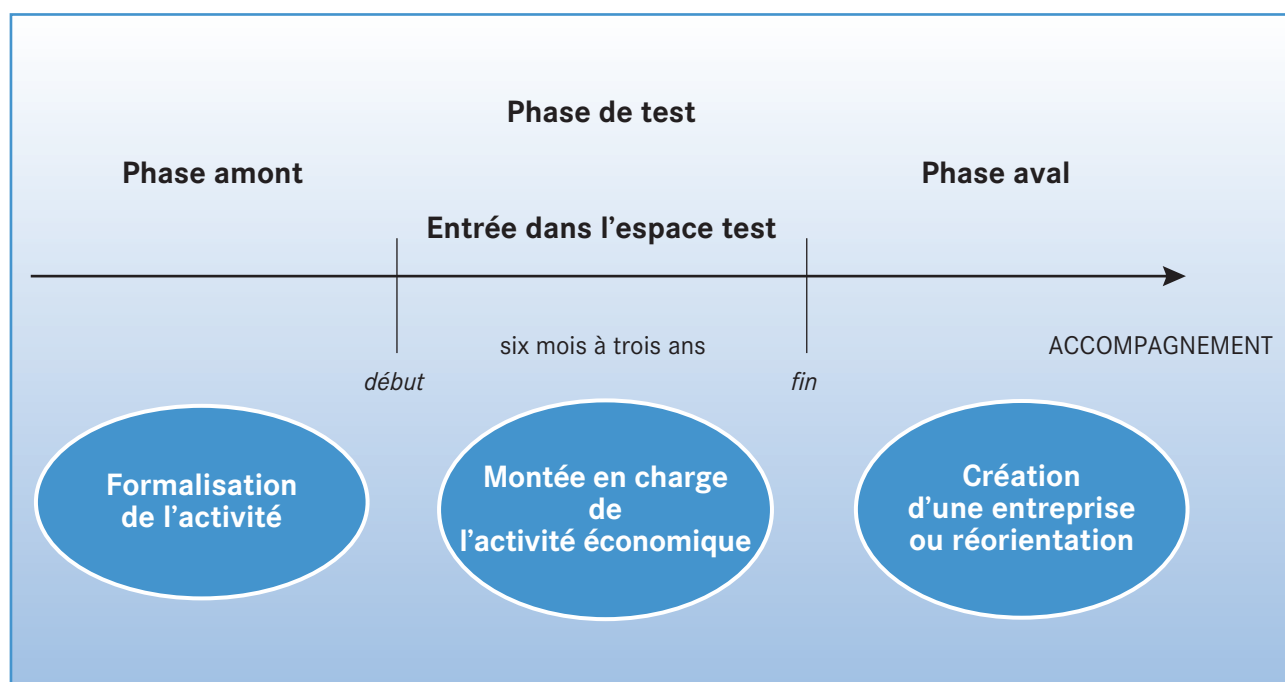 Phase de test
Phase amont
Phase aval
Entrée dans l’espace test
six mois à trois ans
ACCOMPAGNEMENT
début
fin
Formalisation
de l’activité
Montée en charge
de
l’activité économique
Création
d’une entreprise
ou réorientation